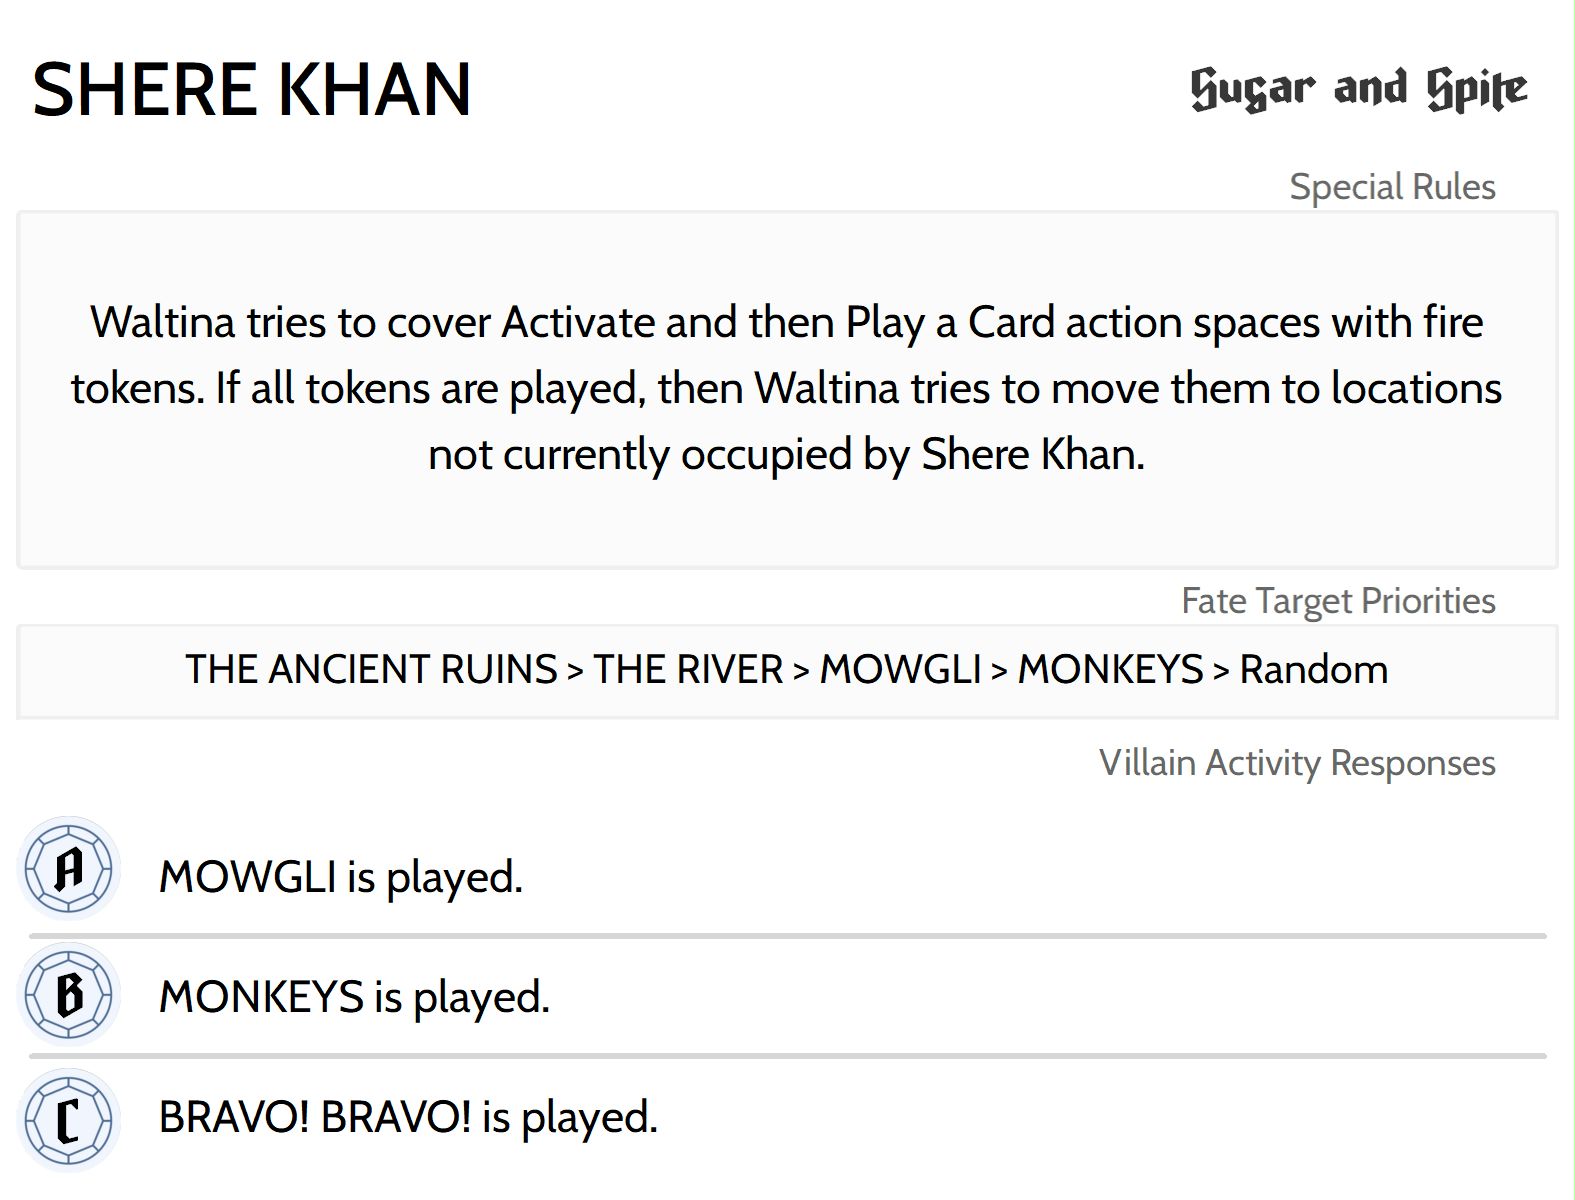 SHERE KHAN
Sugar and Spite
Special Rules
Waltina tries to cover Activate and then Play a Card action spaces with fire
tokens. If all tokens are played, then Waltina tries to move them to locations
not currently occupied by Shere Khan.
Fate Target Priorities
THE ANCIENT RUINS > THE RIVER > MOWGLI > MONKEYS > Random
Villain Activity Responses
A MOWGLI is played.
B MONKEYS is played.
C BRAVO! BRAVO! is played.